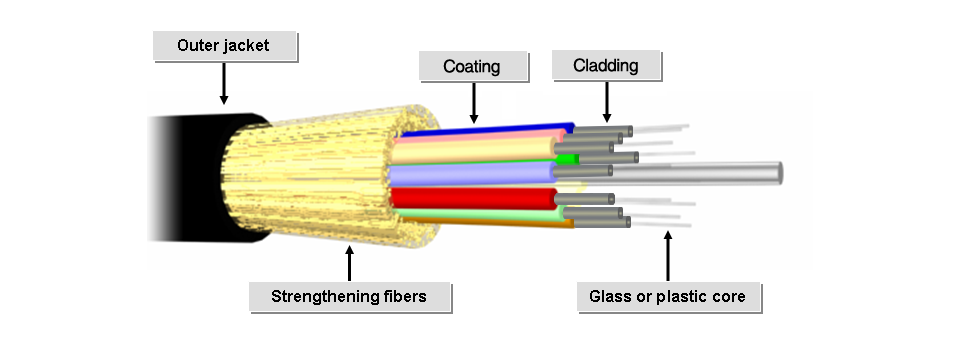 Outer jacket
Coating
Cladding
Strengthening fibers
Glass or plastic core